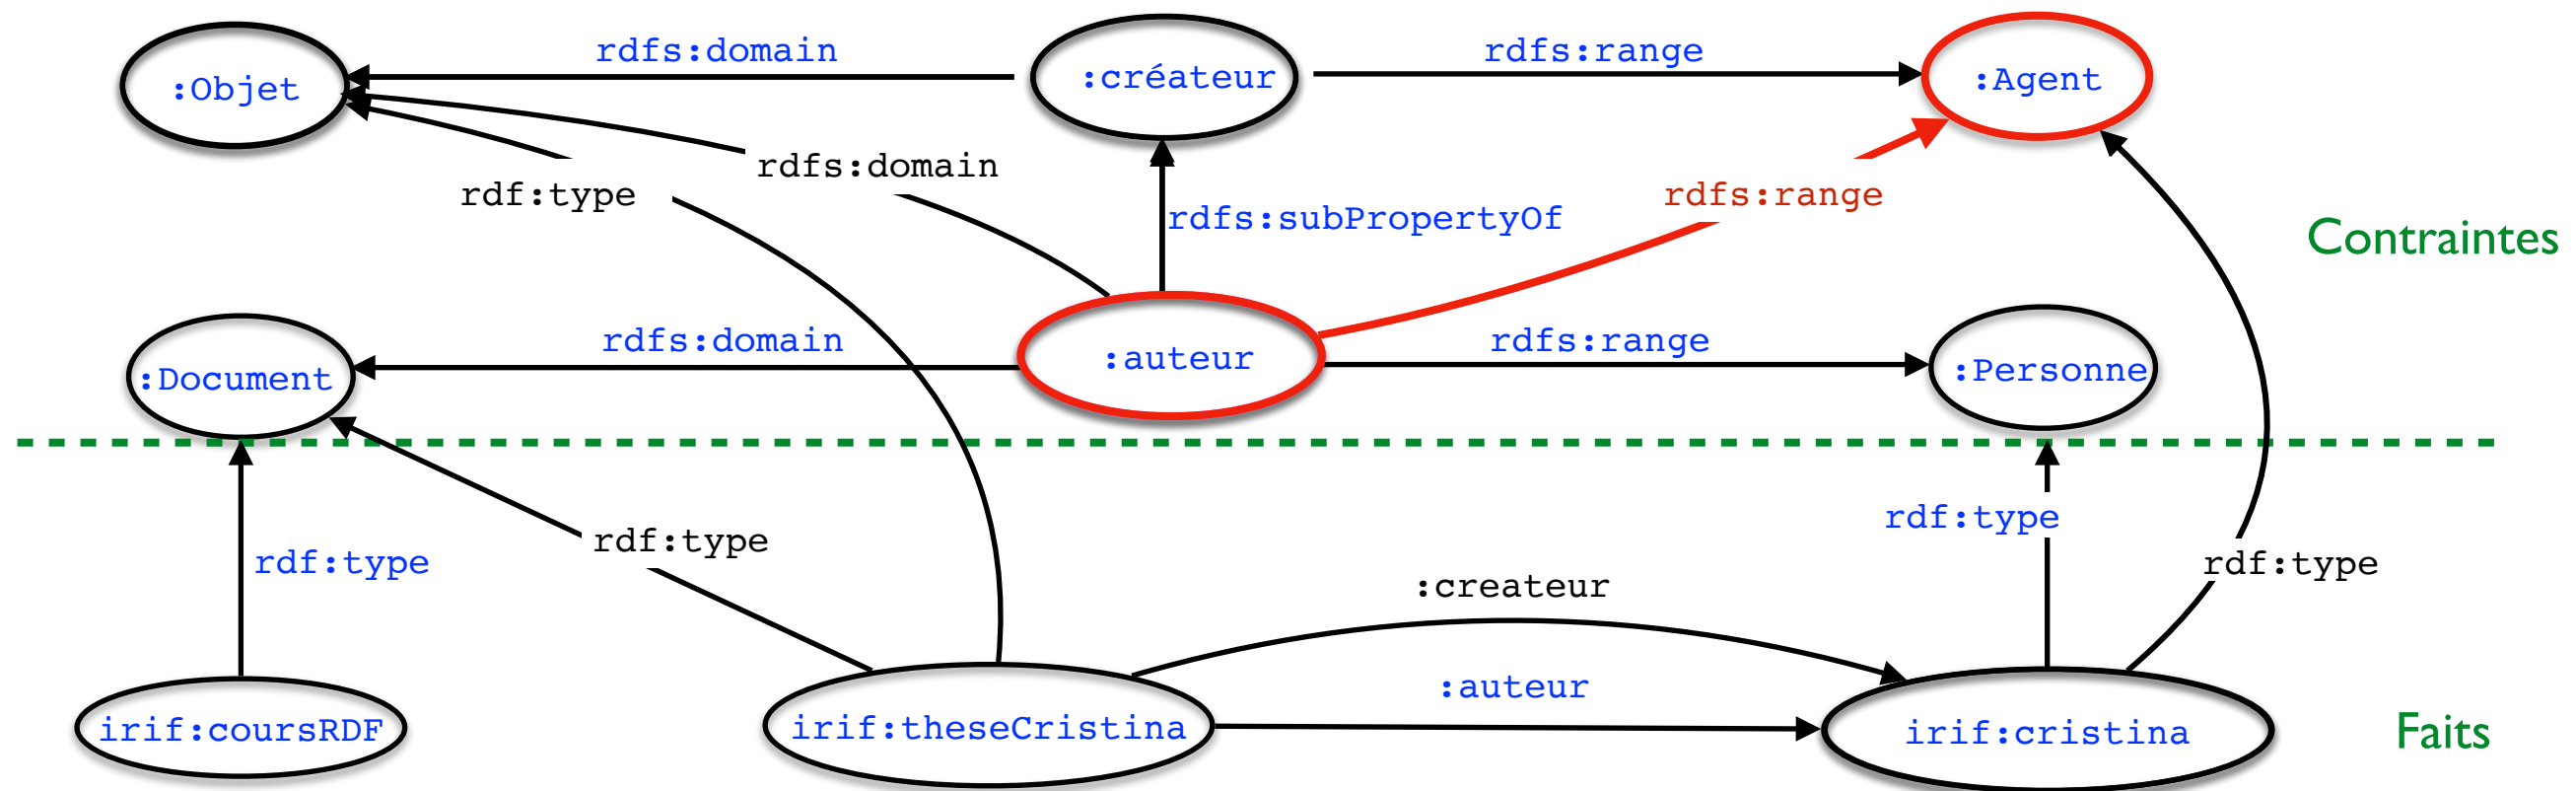 rdfs:domain
rdfs:range
:Objet
:créateur
:Agent
rdfs:domain
rdf:type
rdfs:range
rdfs:subPropertyOf
Contraintes
rdfs:domain
rdfs:range
:Document
:auteur
:Personne
rdf:type
rdf:type
rdf:type
rdf:type
:createur
:auteur
irif:coursRDF
irif:theseCristina
irif:cristina
Faits